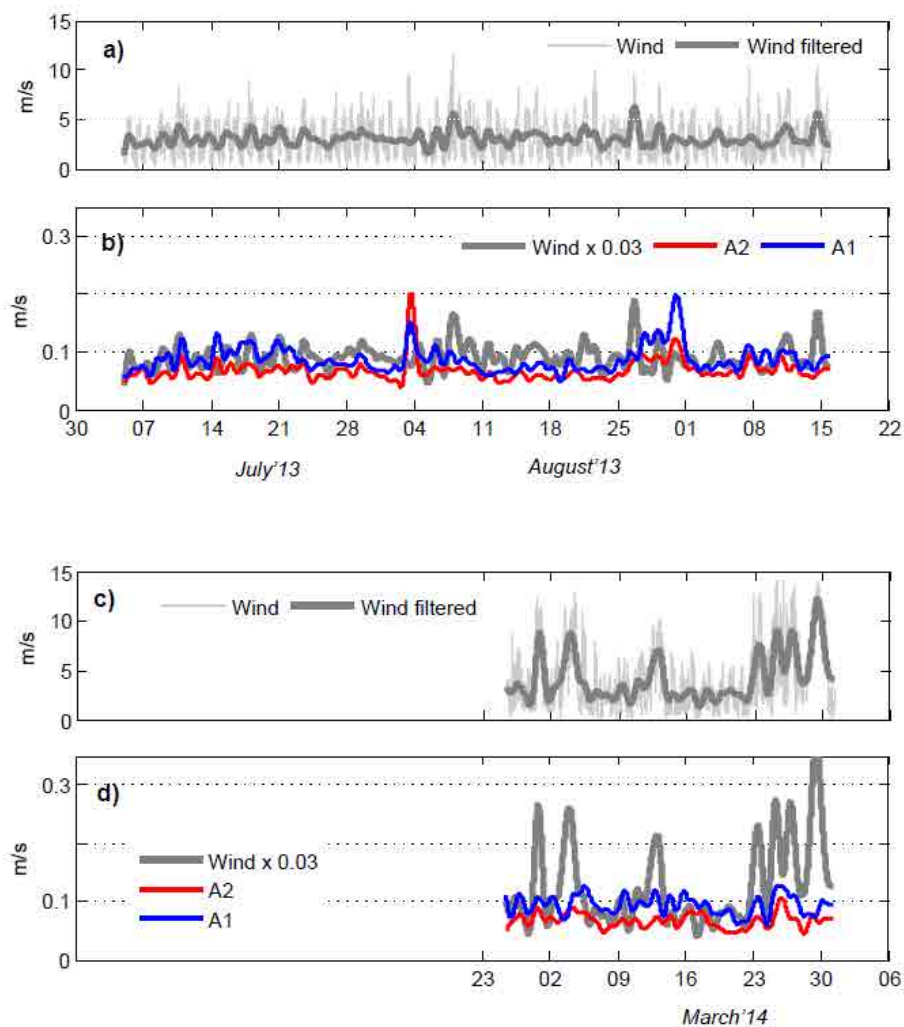 15
a)
Wind Wind filtered
10
m/s
5
0
b)
0.3
Wind x 0.03 A2 A1
m/s
0.1
0
30 07 14 21 28 04 11 18 25 01 08 15 22
July'13 August'13
15
c)
Wind Wind filtered
10
m/s
5
0
23
d)
0.3
m/s
Wind x 0.03
A2
0.1
A1
0
23 02 09 16 23 30 06
March'14